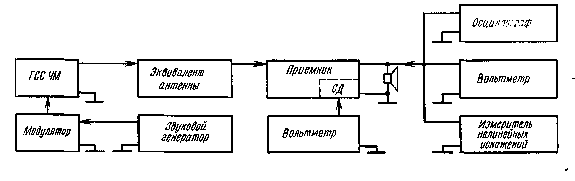 Осциллограф
ГСС ЧМ
Эквивалент
антенны
Приемник
СД
Вольтметр
Модулятор
Звуковой
генератор
Вольтметр
Измеритель
нелинейных
искажений